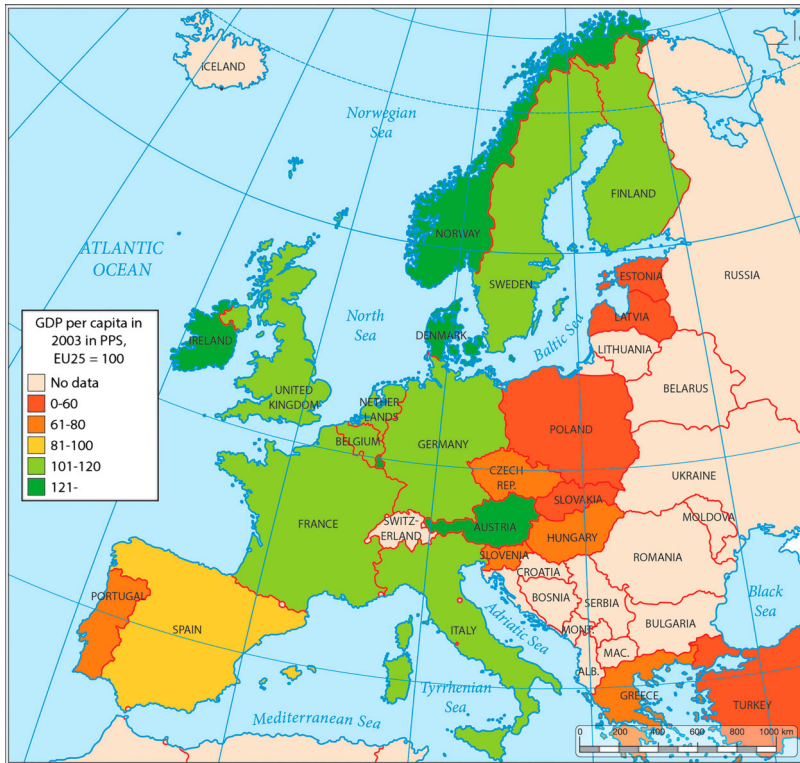 ICELAND
Norwegian
Sea
FINLAND
NORWAY
ATLANTIC
OCEAN
SWEDEN
ESTONIA
RUSSIA
North
Sea
LATVIA
Baltic Sea
DENMARK
LITHUANIA
IRELAND
GDP per capita in
2003 in PPS,
EU25 = 100
No data
0-60
61-80
81-100
101-120
121-
UNITED
KINGDOM
NETHER
LANDS
BELARUS
BELGIUM
GERMANY
POLAND
CZECH
REP.
UKRAINE
SLOVAKIA
MOLDOVA
FRANCE
SWITZ-
ERLAND
AUSTRIA
HUNGARY
SLOVENIA
ROMANIA
CROATIA
PORTUGAL
BOSNIA
SERBIA
Black
Sea
SPAIN
ITALY
Adriatic Sea
MONT.
BULGARIA
MAC.
ALB.
Tyrrhenian
Sea
GREECE
TURKEY
Mediterranean Sea
0 200 400 600 800 1000 km